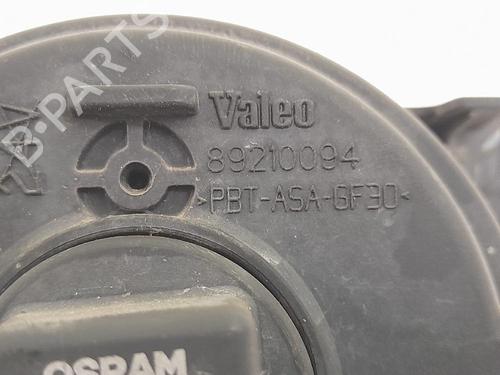 B-PARTS
Valeo
89210094
>PBT-ASA-GF30<
OSRAM